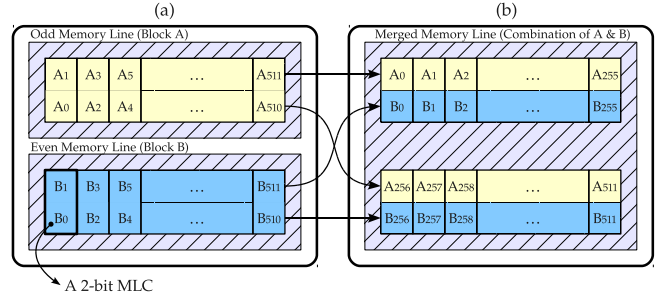 (a)
Odd Memory Line (Block A)
A1 A3 A5 ... A511
A0 A2 A4 A510
Even Memory Line (Block B)
B1 B3 B5 ... B511
B0 B2 B4 ... B510
A 2-bit MLC
(b)
Merged Memory Line (Combination of A & B)
A0 A1 A2 ... A255
B0 B1 B2 ... B255
A256 A257 A258 ... A511
B256 B257 B258 ... B511